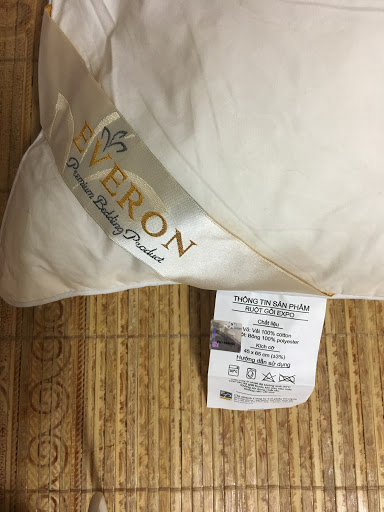 EVERON
Premium Bedding Product
THÔNG TIN SẢN PHẨM
RUỘT GỐI EXPO
Chất liệu
Vỏ: Vải 100% cotton
Bông 100% polyester
Kích cỡ
45 x 65 cm (±3%)
Hướng dẫn sử dụng